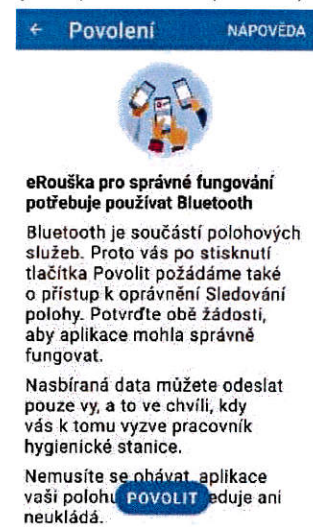 ← Povolení NÁPOVĚDA
eRouška pro správné fungování
potřebuje používat Bluetooth
Bluetooth je součástí polohových
služeb. Proto vás po stisknutí
tlačítka Povolit požádáme také
o přístup k oprávnění Sledování
polohy. Potvrďte obě žádosti,
aby aplikace mohla správně
fungovat.
Nasbíraná data můžete odeslat
pouze vy, a to ve chvíli, kdy
vás k tomu vyzve pracovník
hygienické stanice.
Nemusíte se obávat, aplikace
vaši polohu POVOLIT eduje ani
neukládá.